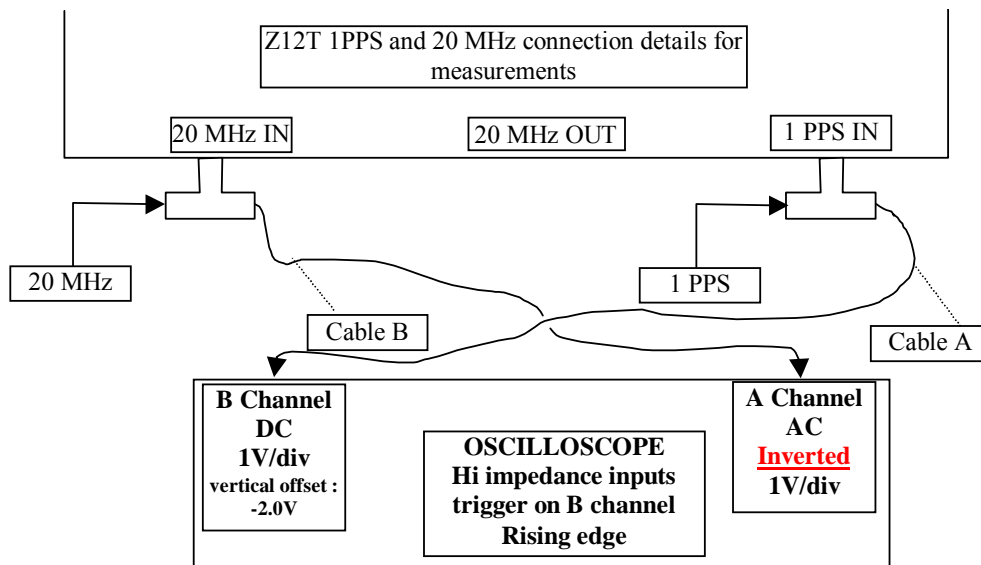 Z12T 1PPS and 20 MHz connection details for
measurements
20 MHz IN
20 MHz OUT
1 PPS IN
20 MHz
1 PPS
Cable B
Cable A
B Channel
DC
1V/div
vertical offset :
-2.0V
OSCILLOSCOPE
Hi impedance inputs
trigger on B channel
Rising edge
A Channel
AC
Inverted
1V/div